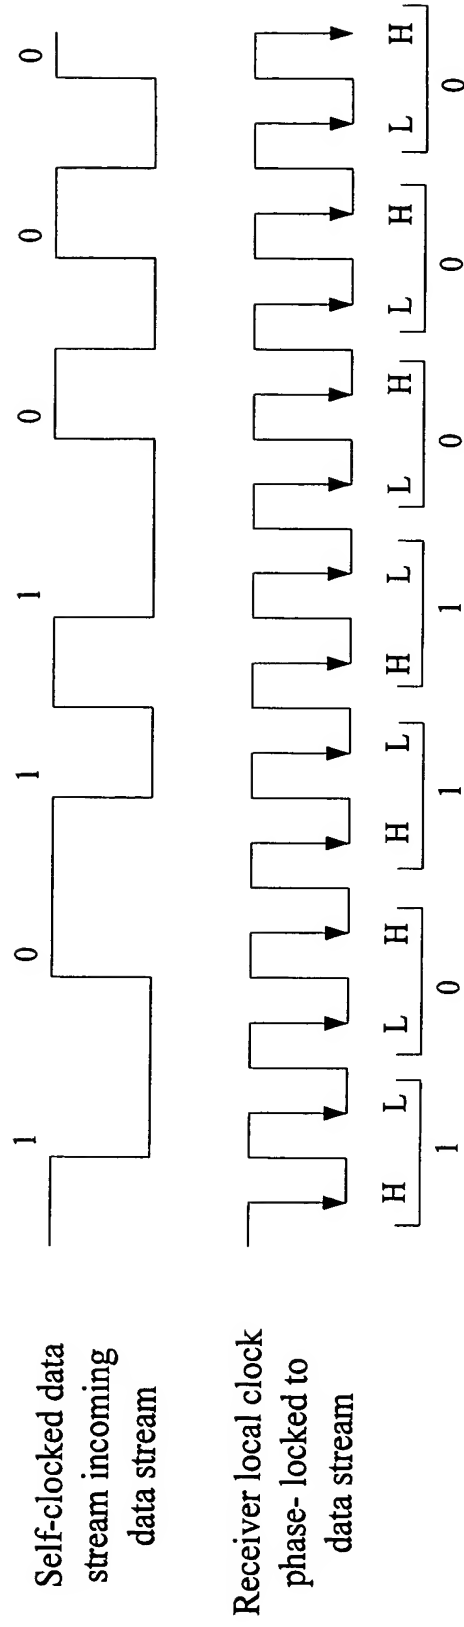 1 0 1 1 0 0 0
Self-clocked data
stream incoming
data stream
Receiver local clock
phase- locked to
data stream
H L L H H L H L L H L H L H
1 0 1 1 0 0 0